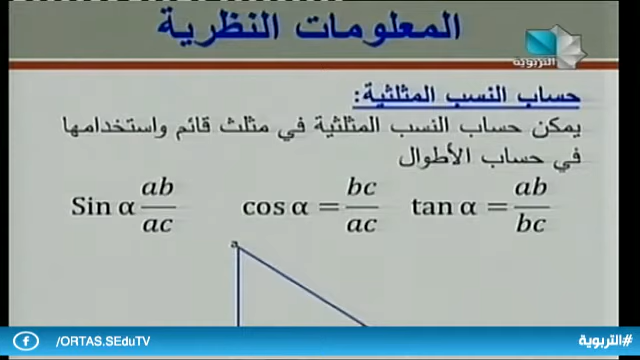 المعلومات النظرية
التربوية
حساب النسب المثلثية:
يمكن حساب النسب المثلثية في مثلث قائم واستخدامها
في حساب الأطوال
Sin α ab/ac cos α = bc/ac tan α = ab/bc
a
/ORTAS.SEduTV
#التربوية